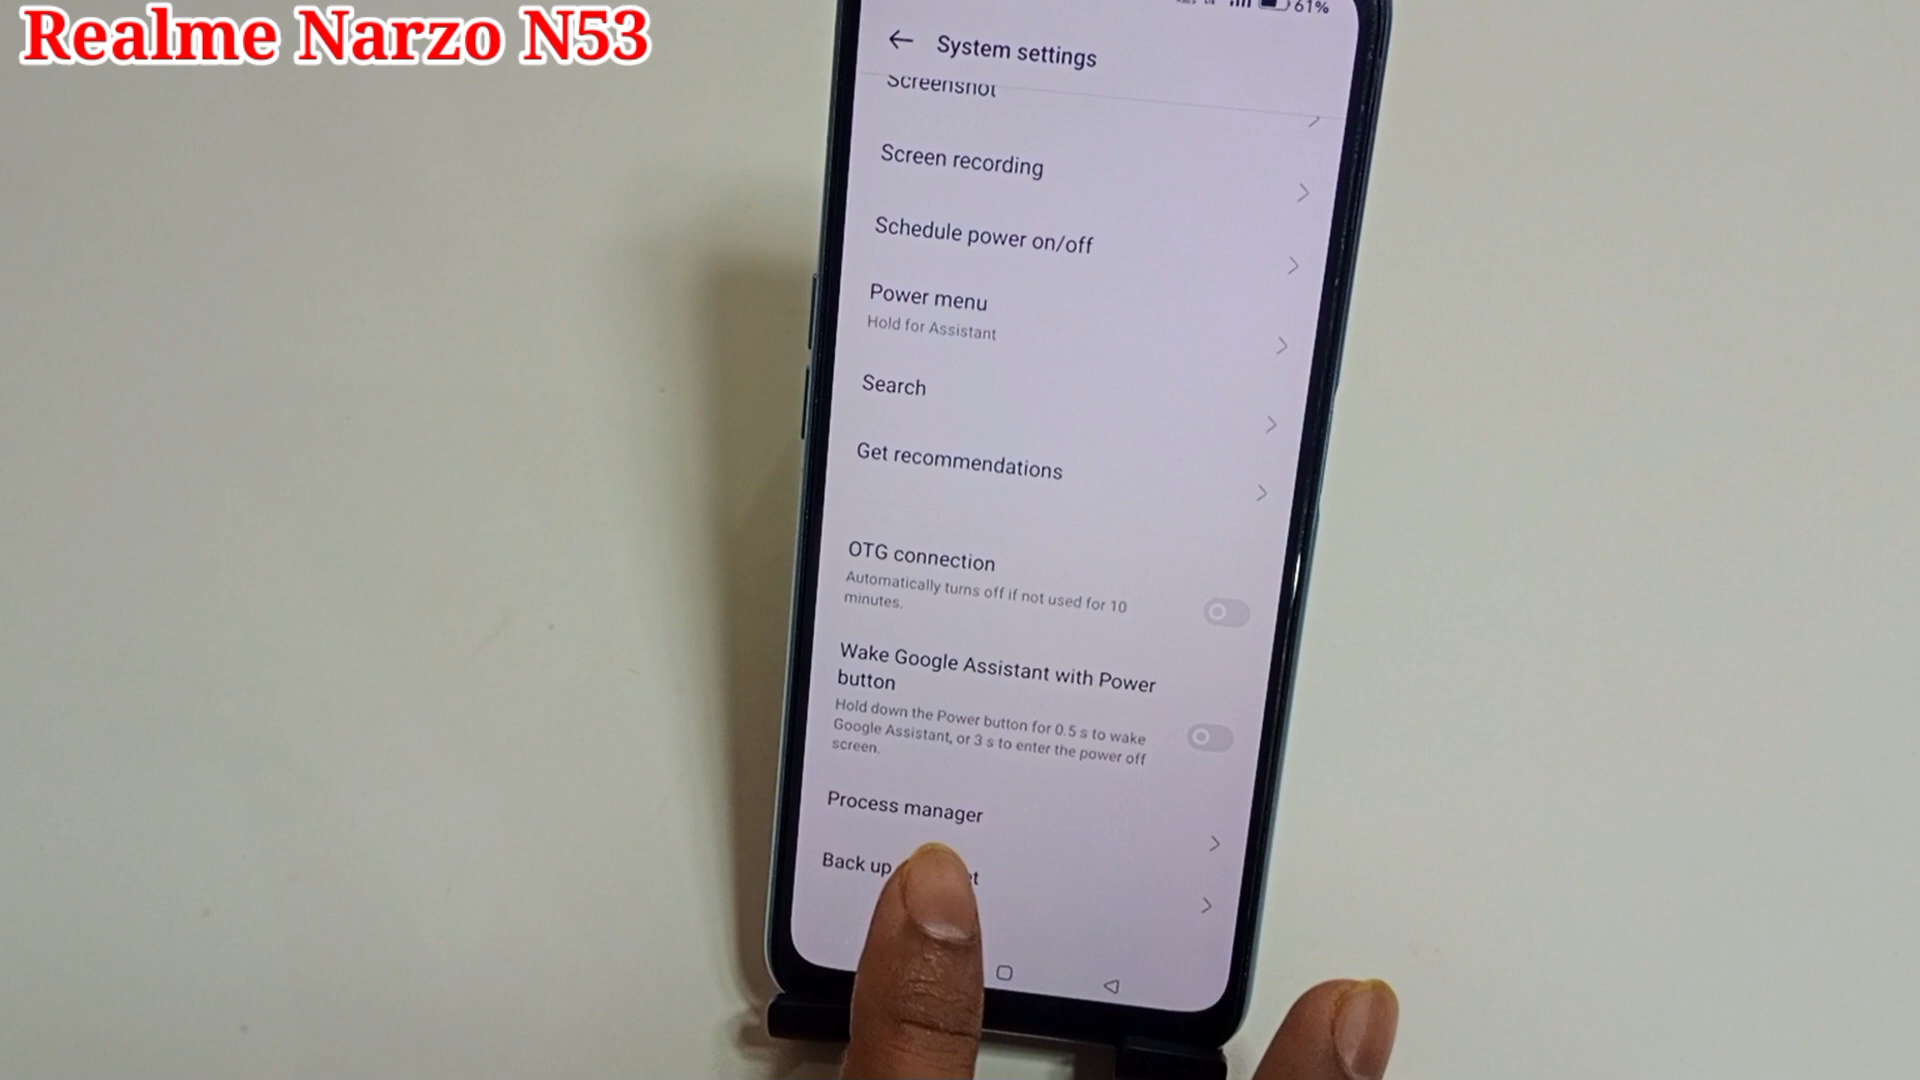 Realme Narzo N53
61%
System settings
Screenshot
Screen recording
Schedule power on/off
Power menu
Hold for Assistant
Search
Get recommendations
OTG connection
Automatically turns off if not used for 10
minutes.
Wake Google Assistant with Power
button
Hold down the Power button for 0.5 s to wake
Google Assistant, or 3 s to enter the power off
screen.
Process manager
Back up